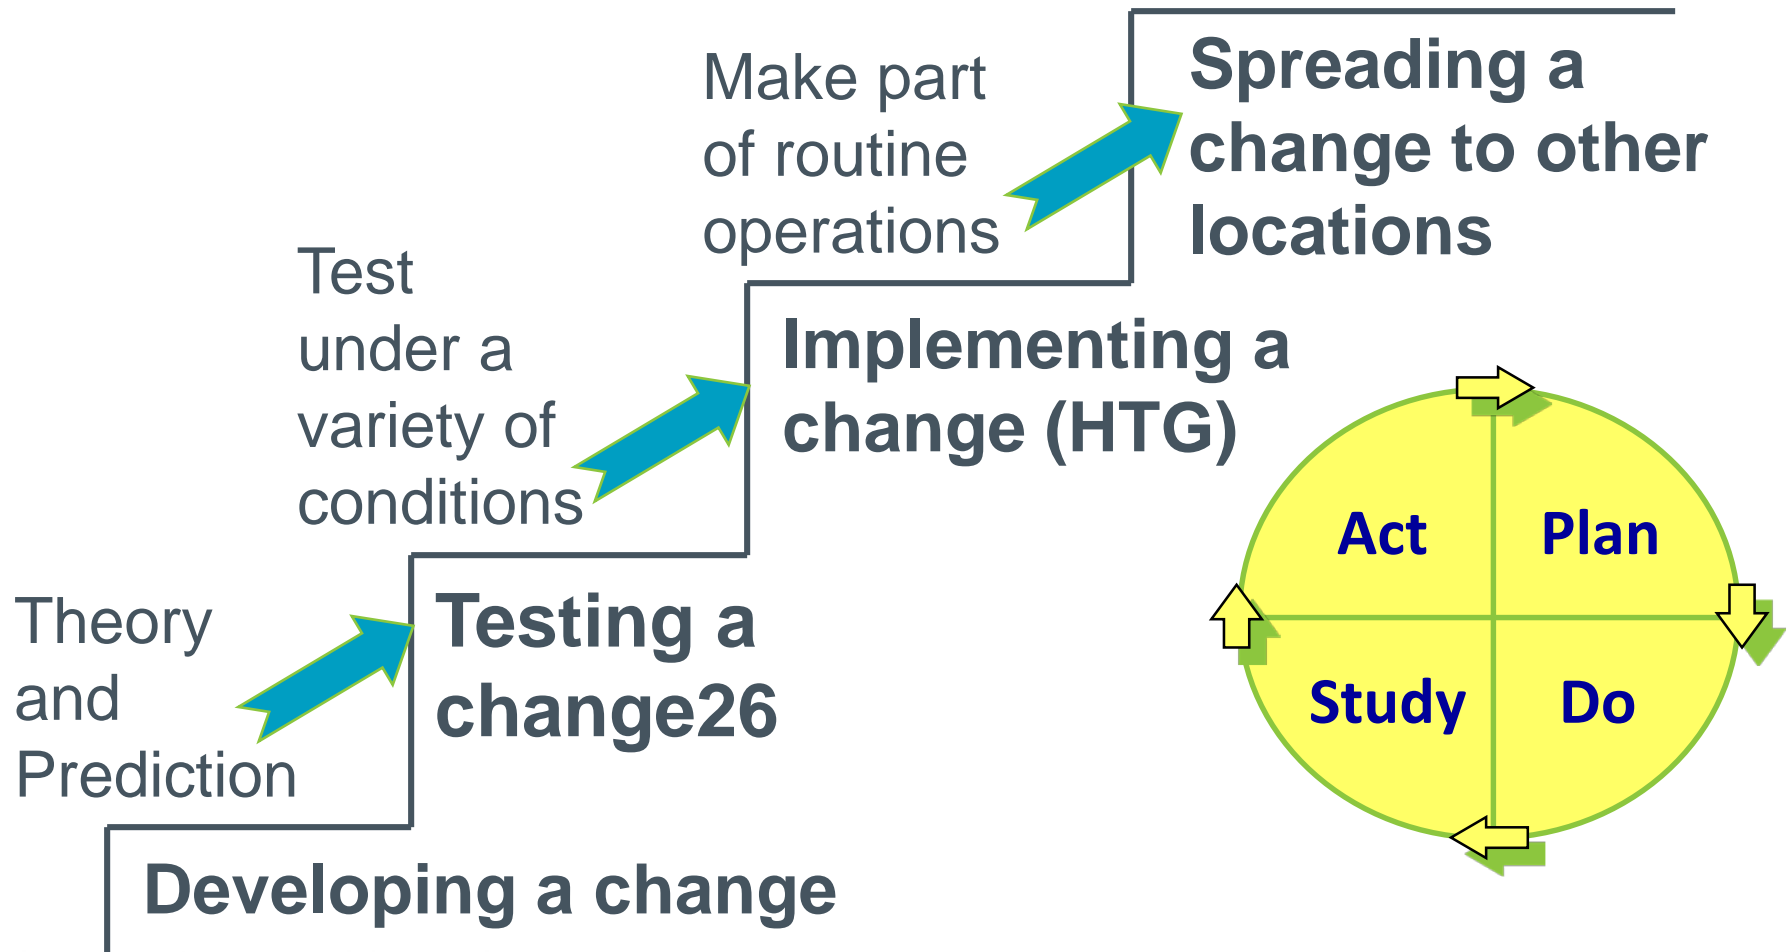 Make part
of routine
operations
Spreading a
change to other
locations
Test
under a
variety of
conditions
Implementing a
change (HTG)
Theory
and
Prediction
Testing a
change26
Developing a change
Act
Plan
Study
Do